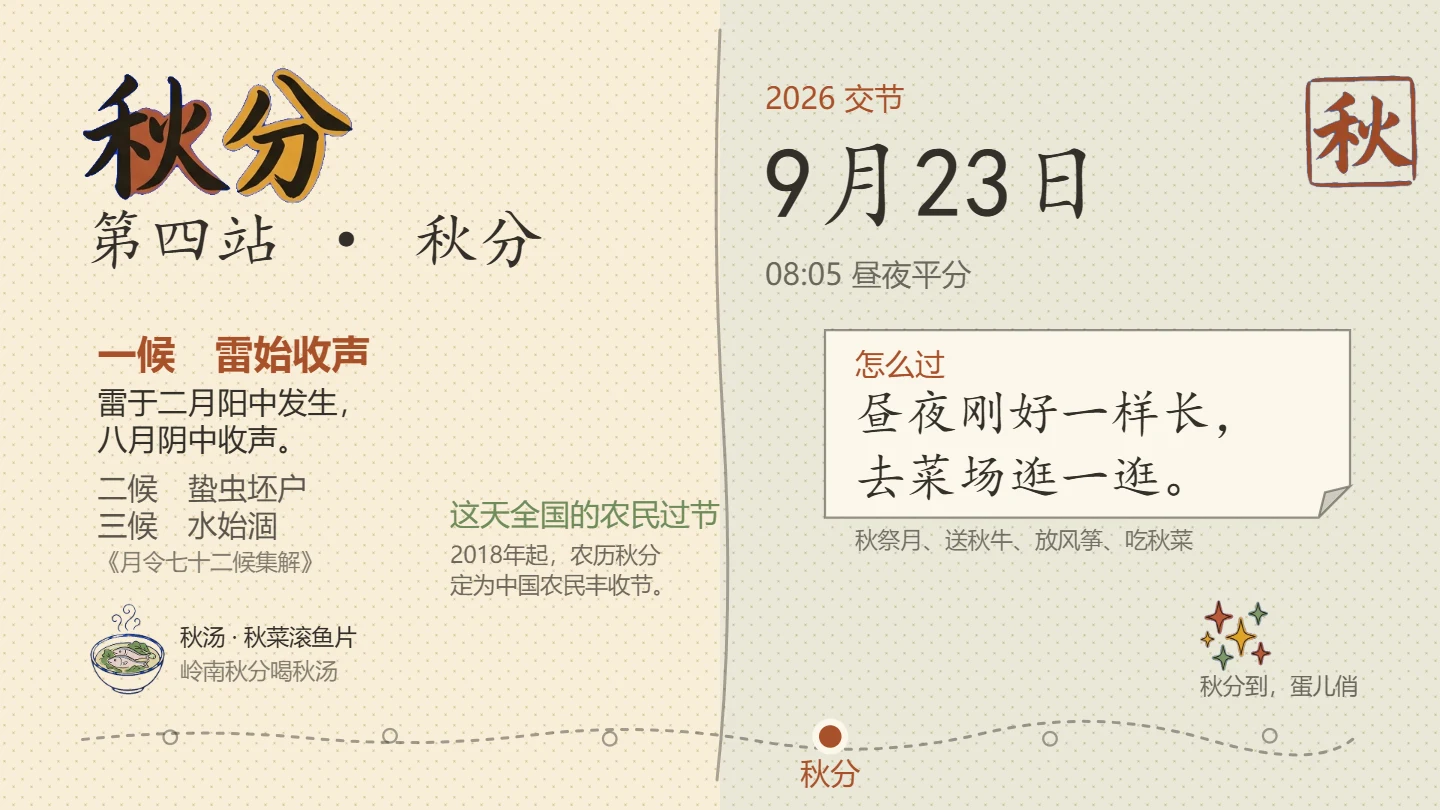 秋分
第四站 · 秋分
一候 雷始收声
雷于二月阳中发生，
八月阴中收声。
二候 蛰虫坯户
三候 水始涸
《月令七十二候集解》
这天全国的农民过节
2018年起，农历秋分
定为中国农民丰收节。
秋汤 · 秋菜滚鱼片
岭南秋分喝秋汤
2026 交节
9月23日
08:05 昼夜平分
秋
怎么过
昼夜刚好一样长，
去菜场逛一逛。
秋祭月、送秋牛、放风筝、吃秋菜
秋分到，蛋儿俏
秋分